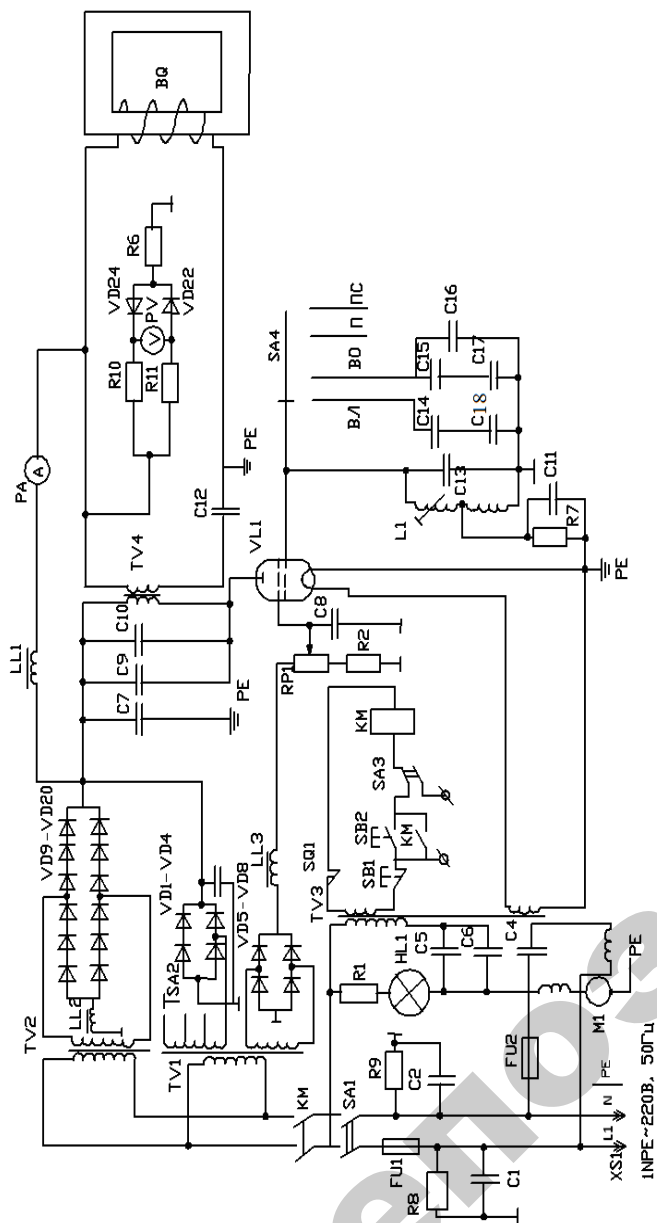 BQ
R6
VD24
PV
V
VD22
R10
R11
PA
A
LL1
TV4
C12
PE
C10
C9
C7
PE
VL1
C8
RP1
R2
SA4
ВЛ
ВО
П
ПС
C16
C15
C17
C14
C18
C13
L1
C11
R7
PE
VD9-VD20
TV2
LL2
VD1-VD4
TSA2
TV1
VD5-VD8
LL3
SQ1
TV3
KM
SA3
SB2
KM
SB1
R1
HL1
C5
C6
C4
M1
PE
KM
SA1
R9
C2
FU1
R8
C1
FU2
XS1
L1
N
PE
1NPE~220В, 50Гц
епоз